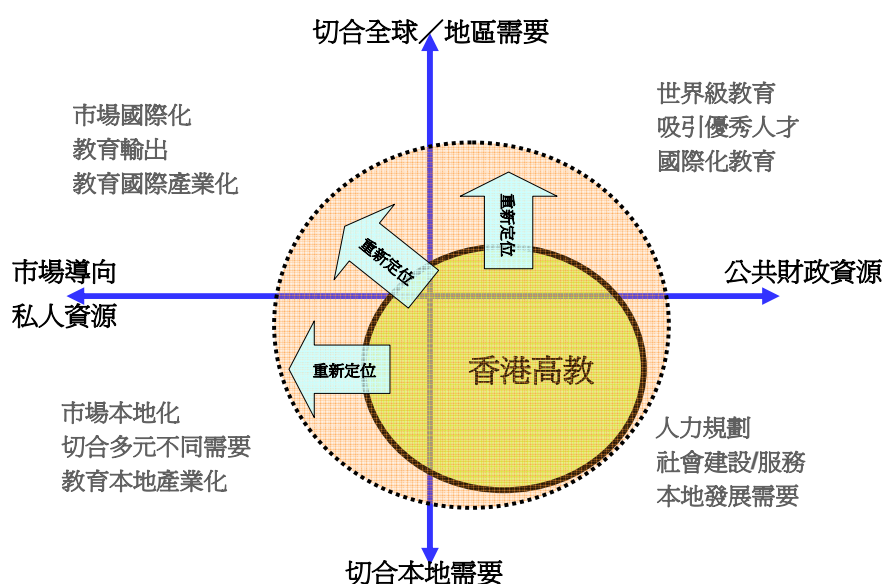 切合全球／地區需要
市場國際化
教育輸出
教育國際產業化
世界級教育
吸引優秀人才
國際化教育
重新定位
重新定位
市場導向
私人資源
公共財政資源
重新定位
香港高教
市場本地化
切合多元不同需要
教育本地產業化
人力規劃
社會建設/服務
本地發展需要
切合本地需要